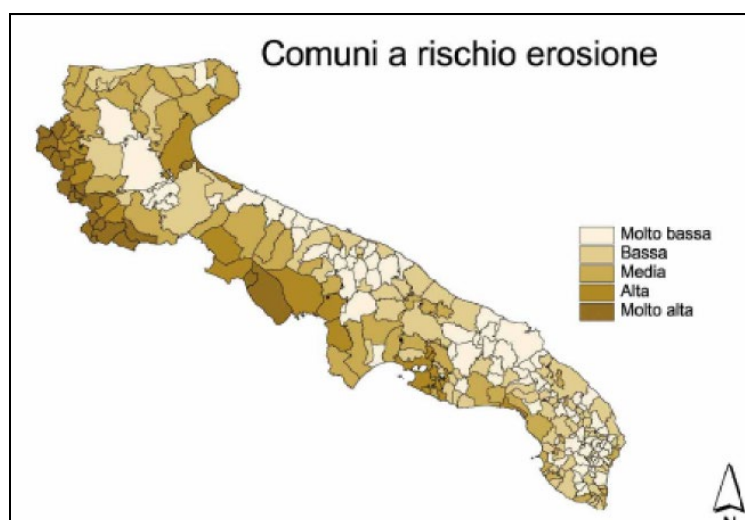 Comuni a rischio erosione
Molto bassa
Bassa
Media
Alta
Molto alta
N